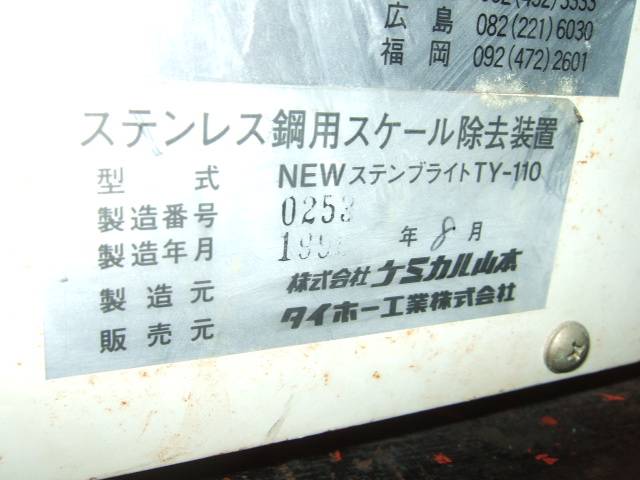 広島 082(221)6030
福岡 092(472)2601
ステンレス鋼用スケール除去装置
型式 NEWステンブライトTY-110
製造番号 0253
製造年月 年8月
製造元 株式会社ケミカル山本
販売元 タイホー工業株式会社